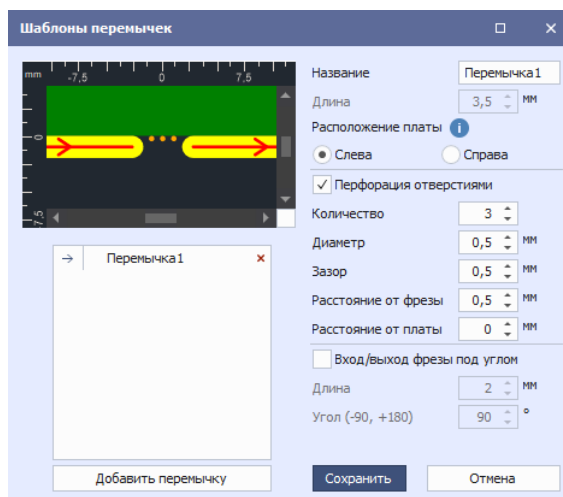 Шаблоны перемычек
mm -7,5 0 7,5
0
7,5
Перемычка1
Добавить перемычку
Название Перемычка1
Длина 3,5 мм
Расположение платы i
Слева Справа
Перфорация отверстиями
Количество 3
Диаметр 0,5 мм
Зазор 0,5 мм
Расстояние от фрезы 0,5 мм
Расстояние от платы 0 мм
Вход/выход фрезы под углом
Длина 2 мм
Угол (-90, +180) 90 °
Сохранить Отмена